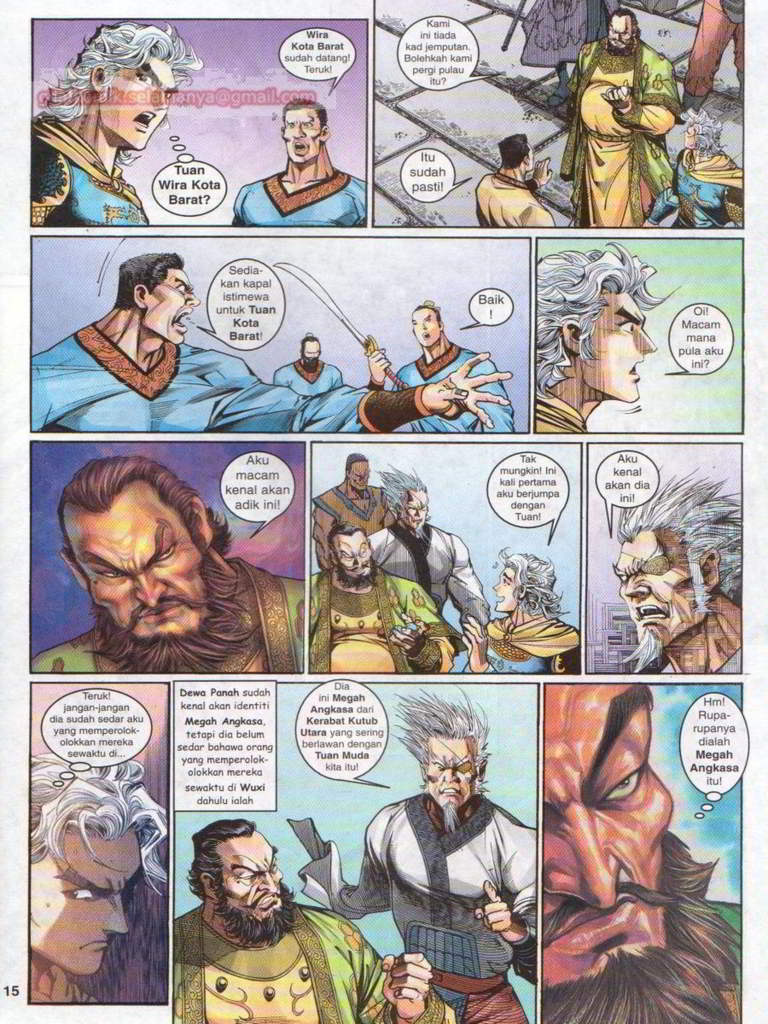 Wira
Kota Barat
sudah datang!
Teruk!
Tuan
Wira Kota
Barat?
Kami
ini tiada
kad jemputan.
Bolehkah kami
pergi pulau
itu?
Itu
sudah
pasti!
Sedia-
kan kapal
istimewa
untuk Tuan
Kota
Barat!
Baik
!
Oi!
Macam
mana
pula aku
ini?
Aku
macam
kenal akan
adik ini!
Tak
mungkin! Ini
kali pertama
aku berjumpa
dengan
Tuan!
Aku
kenal
akan dia
ini!
Teruk!
jangan-jangan
dia sudah sedar aku
yang memperolok-
olokkan mereka
sewaktu di...
Dewa Panah sudah
kenal akan identiti
Megah Angkasa,
tetapi dia belum
sedar bahawa orang
yang memperolok-
olokkan mereka
sewaktu di Wuxi
dahulu ialah
Dia
ini Megah
Angkasa dari
Kerabat Kutub
Utara yang sering
berlawan dengan
Tuan Muda
kita itu!
Hm!
Rupa-
rupanya
dialah
Megah
Angkasa
itu!
15